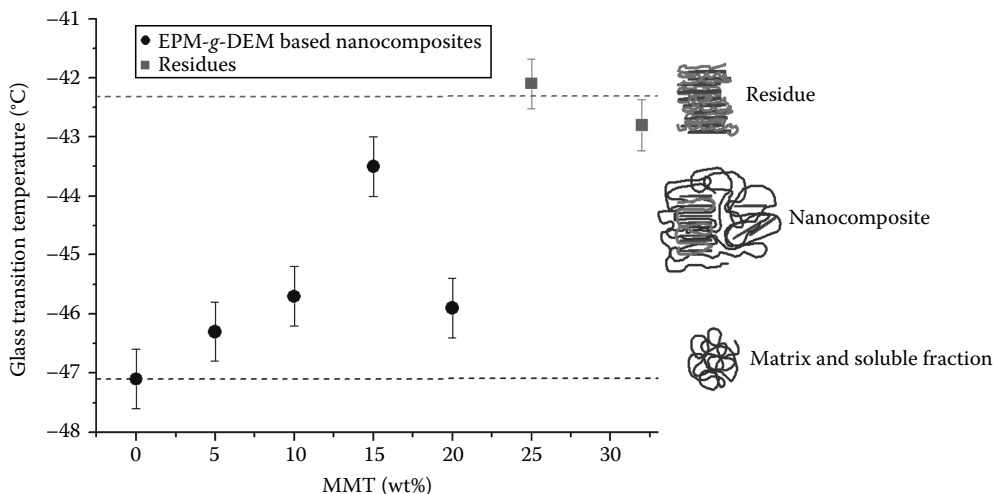 −41
−42
−43
−44
−45
−46
−47
−48
Glass transition temperature (°C)
EPM-g-DEM based nanocomposites
Residues
0
5
10
15
20
25
30
MMT (wt%)
Residue
Nanocomposite
Matrix and soluble fraction